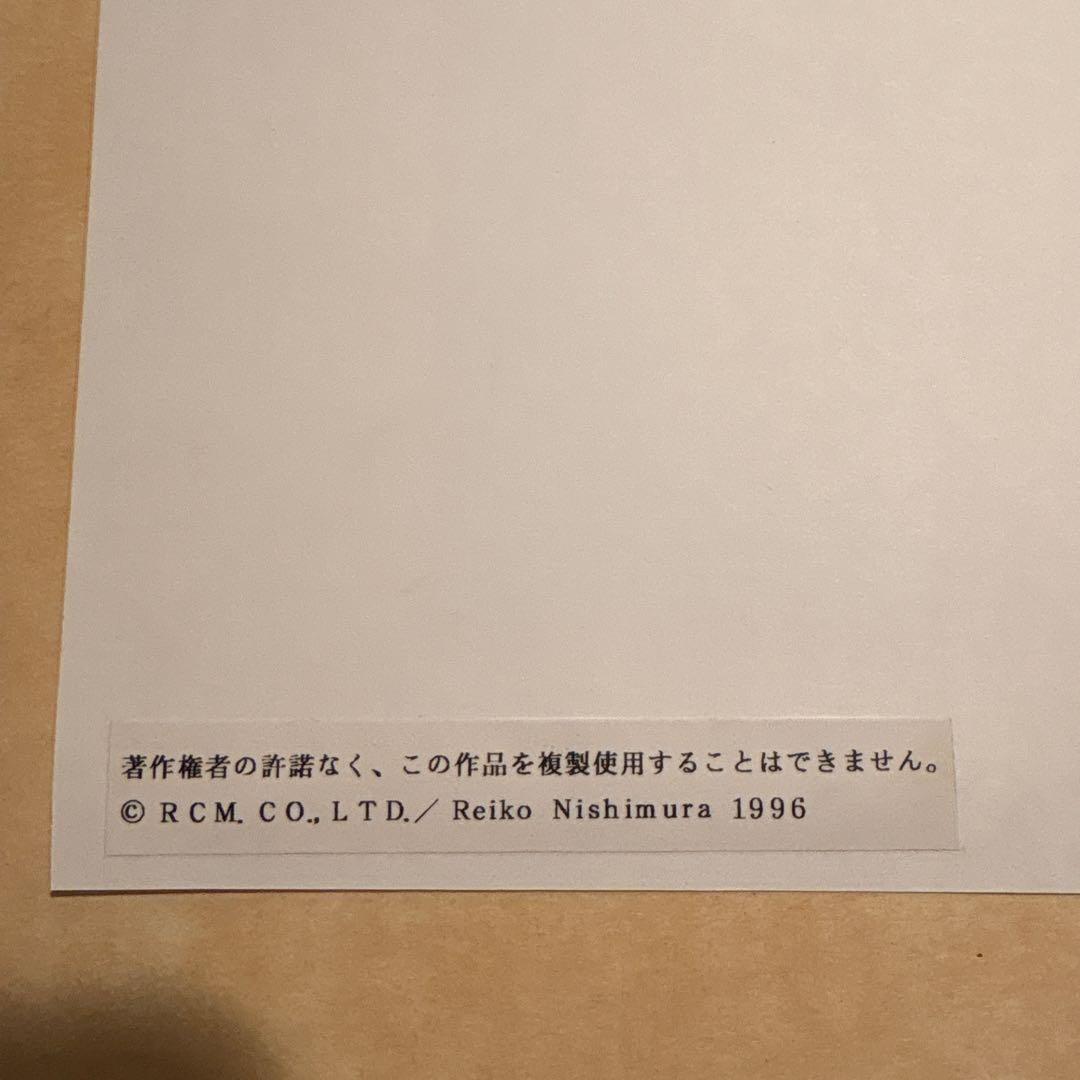 著作権者の許諾なく、この作品を複製使用することはできません。
© RCM. CO., LTD.／ Reiko Nishimura 1996